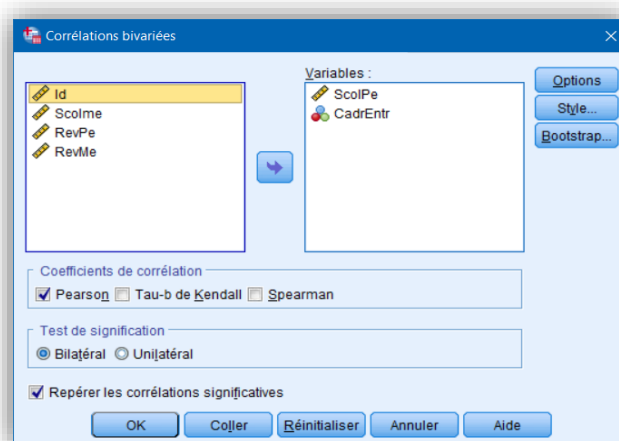 Corrélations bivariées
Variables :
Id
Scolme
RevPe
RevMe
ScolPe
CadrEntr
Options
Style...
Bootstrap...
Coefficients de corrélation
Pearson Tau-b de Kendall Spearman
Test de signification
Bilatéral Unilatéral
Repérer les corrélations significatives
OK Coller Réinitialiser Annuler Aide